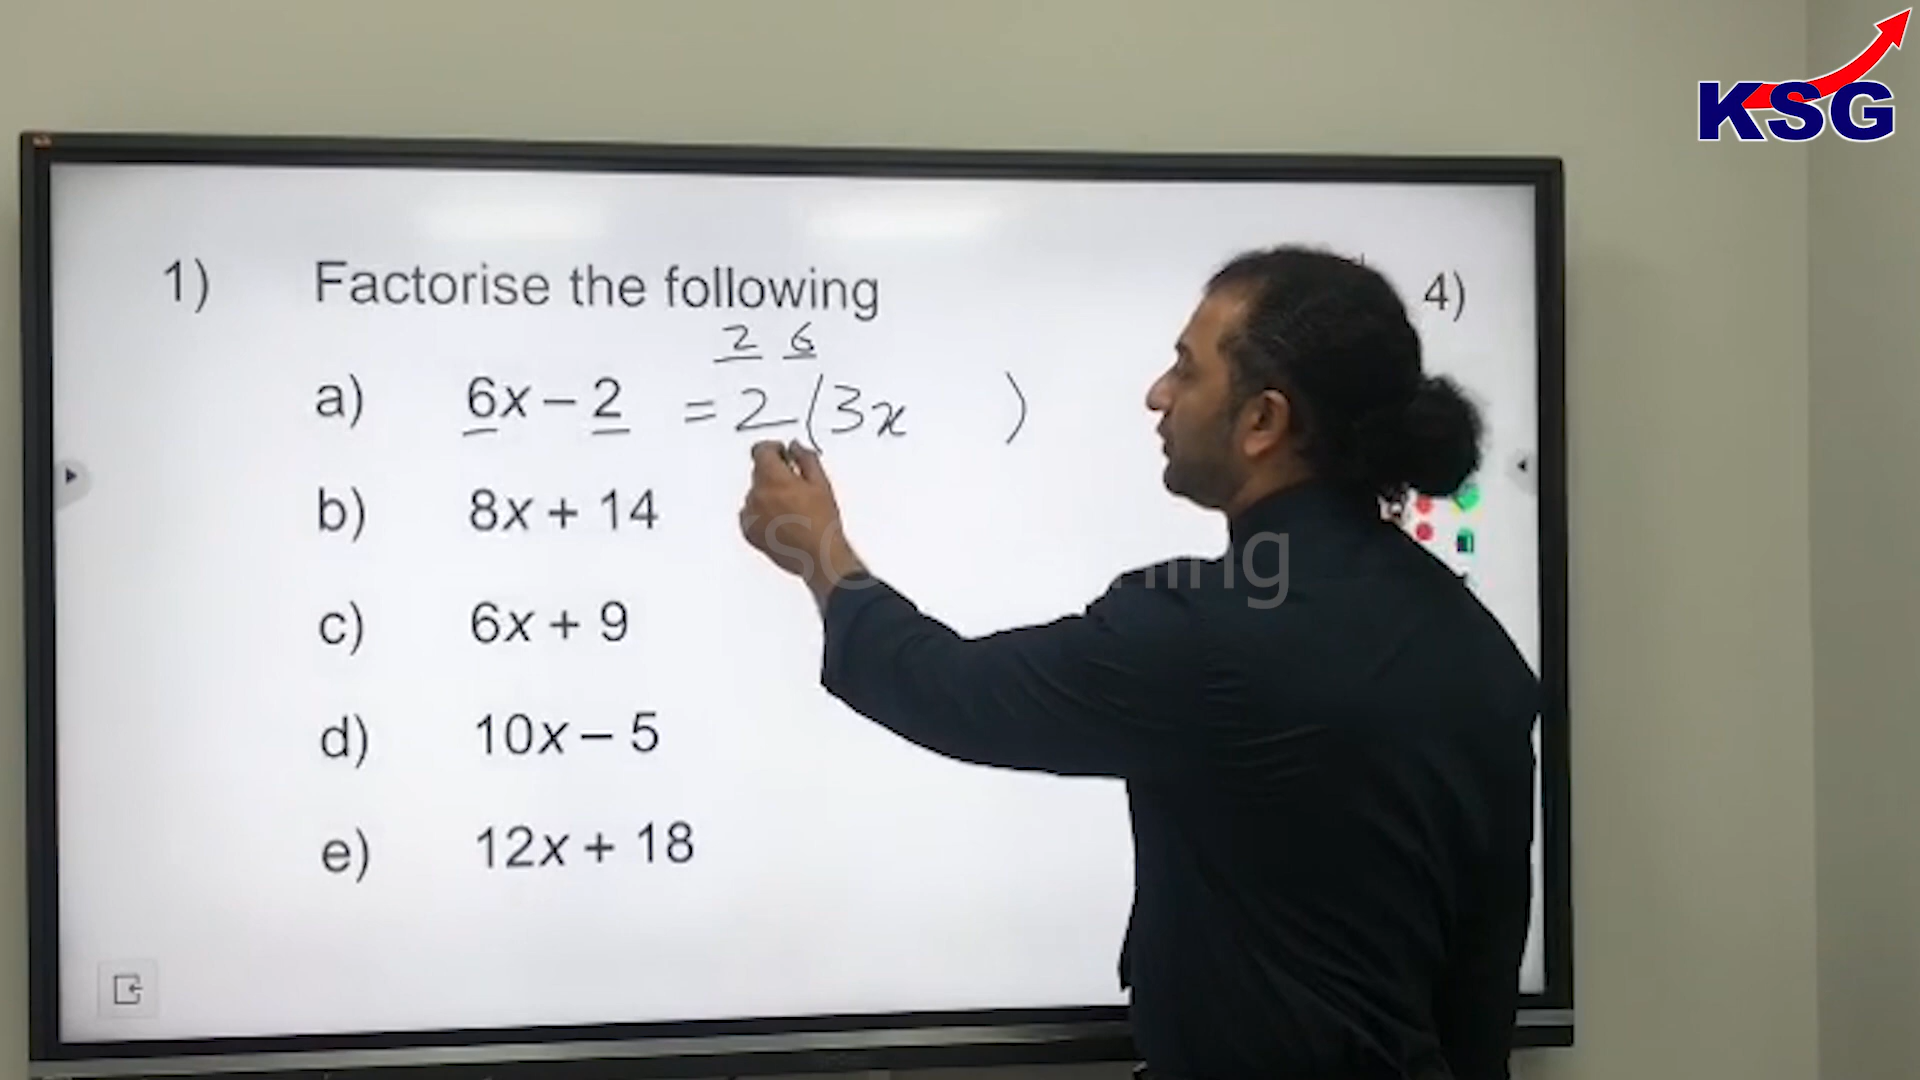 KSG
1) Factorise the following
4)
2 6
a) 6x – 2 = 2(3x )
b) 8x + 14
c) 6x + 9
d) 10x – 5
e) 12x + 18